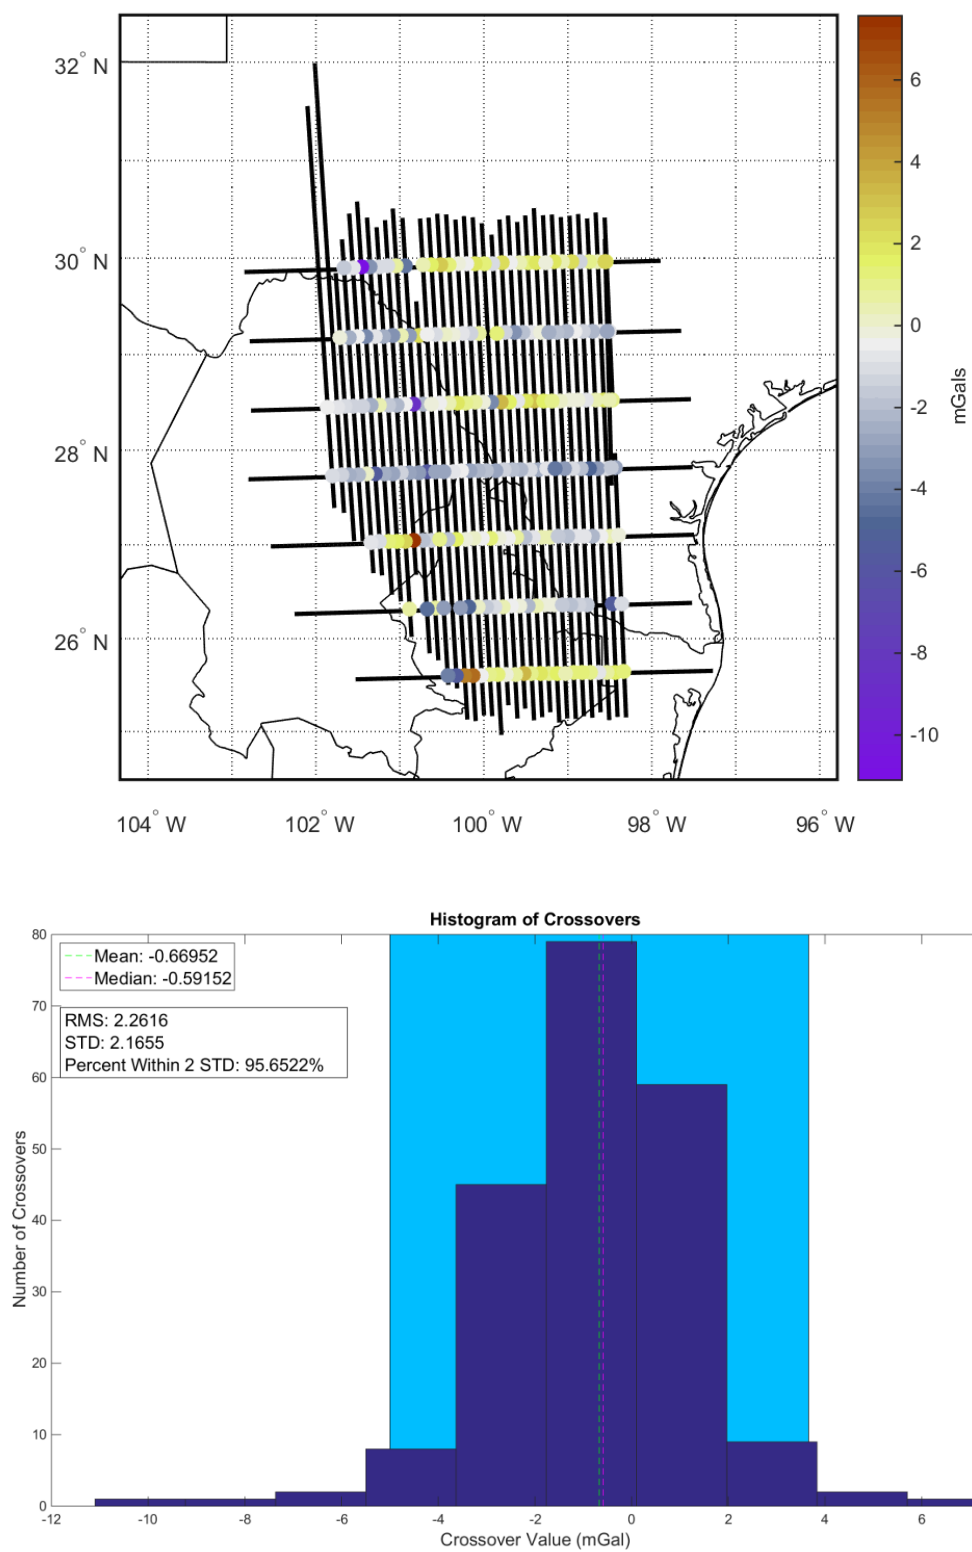 32° N
30° N
28° N
26° N
104° W
102° W
100° W
98° W
96° W
6
4
2
0
-2
-4
-6
-8
-10
mGals
Histogram of Crossovers
Mean: -0.66952
Median: -0.59152
RMS: 2.2616
STD: 2.1655
Percent Within 2 STD: 95.6522%
Number of Crossovers
80
70
60
50
40
30
20
10
0
-12
-10
-8
-6
-4
-2
0
2
4
6
Crossover Value (mGal)